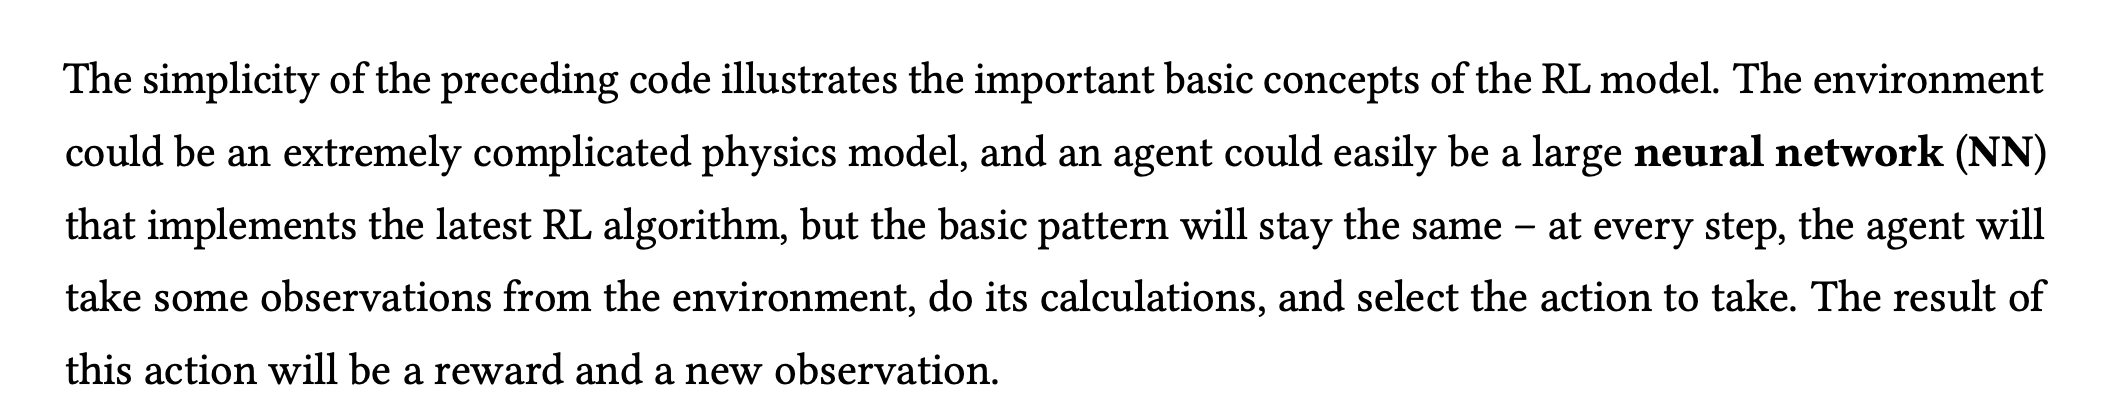 The simplicity of the preceding code illustrates the important basic concepts of the RL model. The environment
could be an extremely complicated physics model, and an agent could easily be a large neural network (NN)
that implements the latest RL algorithm, but the basic pattern will stay the same – at every step, the agent will
take some observations from the environment, do its calculations, and select the action to take. The result of
this action will be a reward and a new observation.